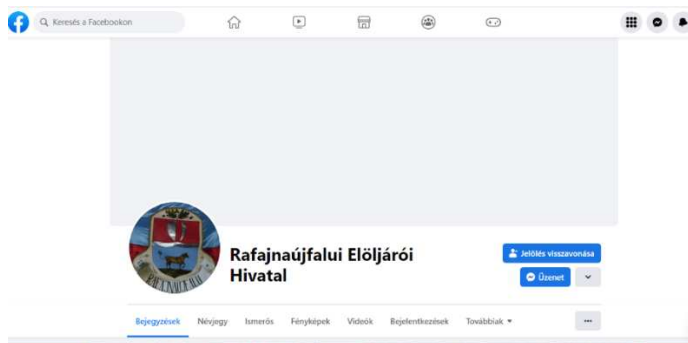 Keresés a Facebookon
Rafajnaújfalui Elöljárói
Hivatal
Jelölés visszavonása
Üzenet
Bejegyzések Névjegy Ismerős Fényképek Videók Bejelentkezések Továbbiak